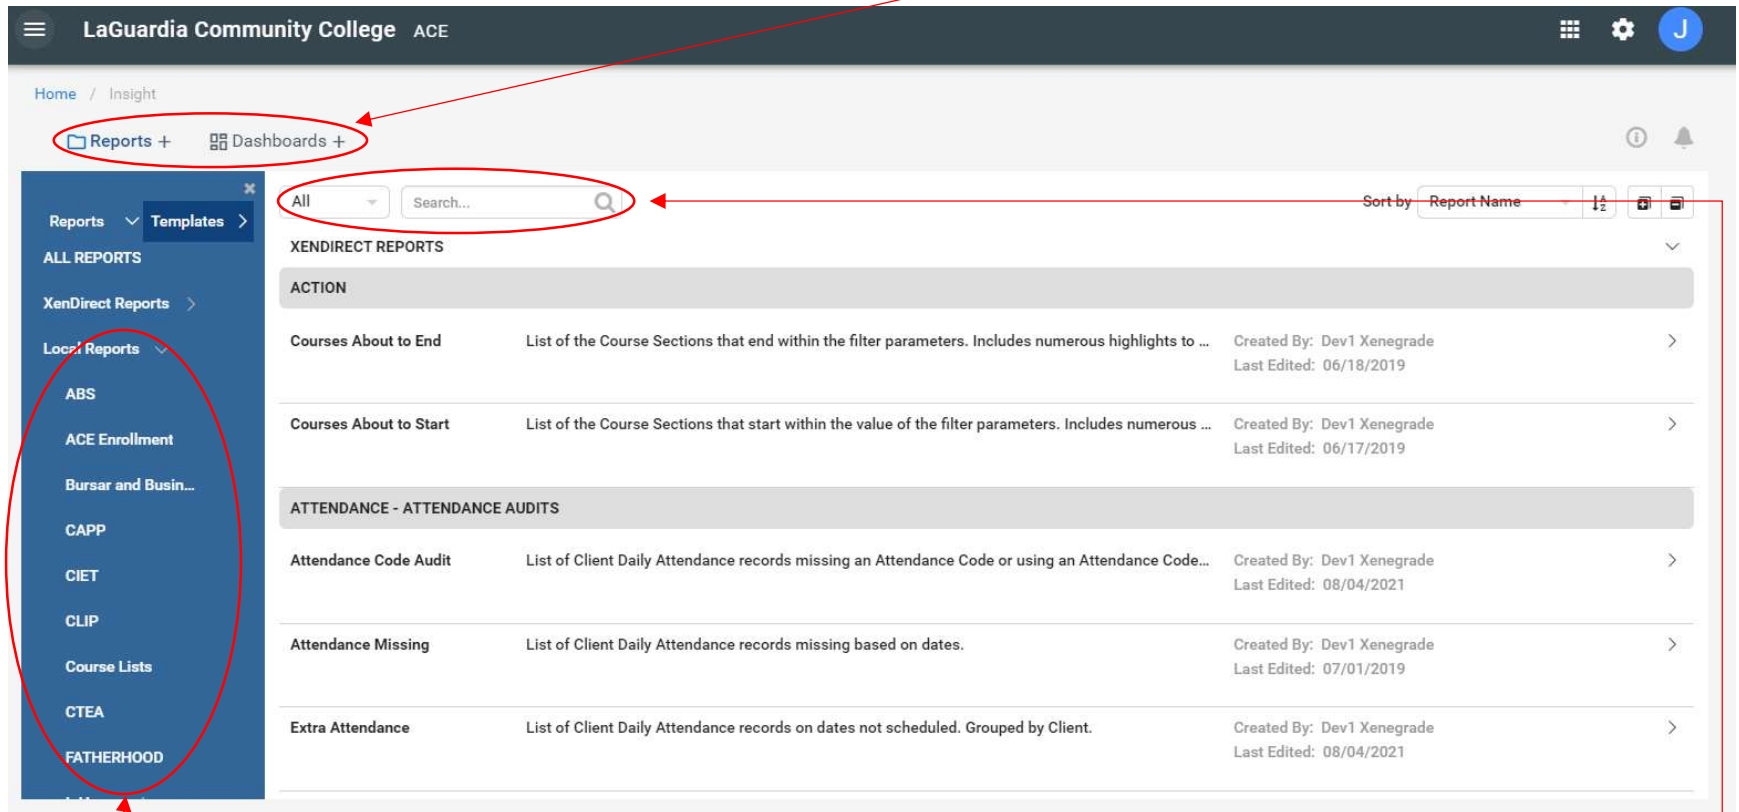 LaGuardia Community College ACE
J
Home / Insight
Reports + Dashboards +
Reports Templates
ALL REPORTS
XenDirect Reports
Local Reports
ABS
ACE Enrollment
Bursar and Busin...
CAPP
CIET
CLIP
Course Lists
CTEA
FATHERHOOD
All Search... Sort by Report Name
XENDIRECT REPORTS
ACTION
Courses About to End List of the Course Sections that end within the filter parameters. Includes numerous highlights to ... Created By: Dev1 Xenegrade
Last Edited: 06/18/2019
Courses About to Start List of the Course Sections that start within the value of the filter parameters. Includes numerous ... Created By: Dev1 Xenegrade
Last Edited: 06/17/2019
ATTENDANCE - ATTENDANCE AUDITS
Attendance Code Audit List of Client Daily Attendance records missing an Attendance Code or using an Attendance Code... Created By: Dev1 Xenegrade
Last Edited: 08/04/2021
Attendance Missing List of Client Daily Attendance records missing based on dates. Created By: Dev1 Xenegrade
Last Edited: 07/01/2019
Extra Attendance List of Client Daily Attendance records on dates not scheduled. Grouped by Client. Created By: Dev1 Xenegrade
Last Edited: 08/04/2021